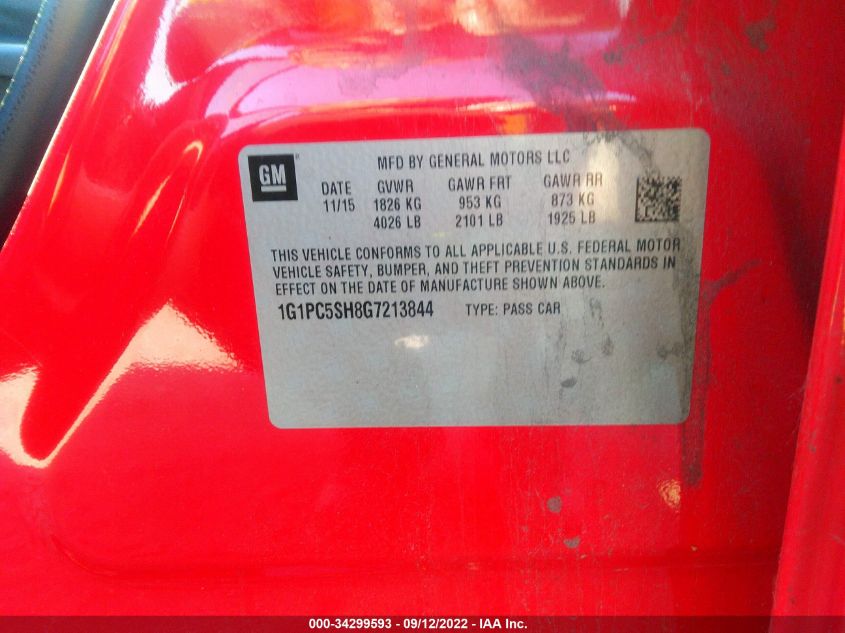 GM
MFD BY GENERAL MOTORS LLC
DATE GVWR GAWR FRT GAWR RR
11/15 1826 KG 953 KG 873 KG
4026 LB 2101 LB 1925 LB
THIS VEHICLE CONFORMS TO ALL APPLICABLE U.S. FEDERAL MOTOR
VEHICLE SAFETY, BUMPER, AND THEFT PREVENTION STANDARDS IN
EFFECT ON THE DATE OF MANUFACTURE SHOWN ABOVE.
1G1PC5SH8G7213844 TYPE: PASS CAR
000-34299593 - 09/12/2022 - IAA Inc.